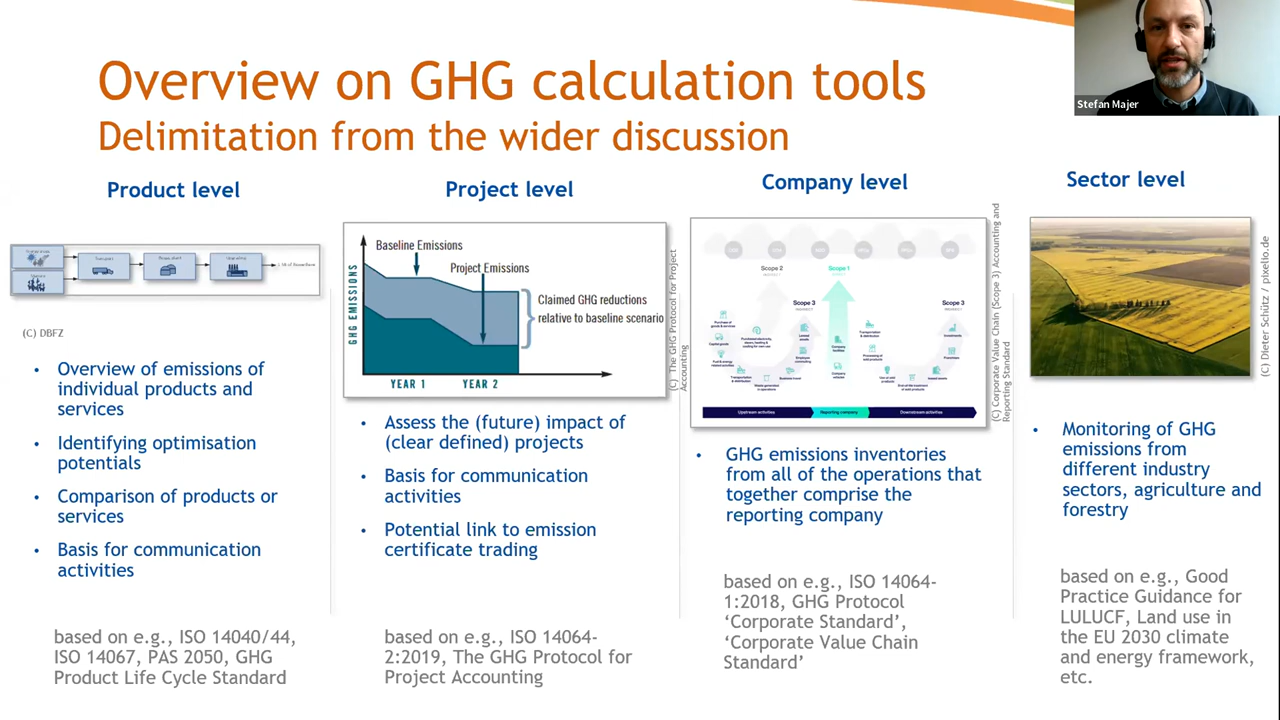 Stefan Majer
Overview on GHG calculation tools
Delimitation from the wider discussion
Product level
(C) DBFZ
• Overview of emissions of
individual products and
services
• Identifying optimisation
potentials
• Comparison of products or
services
• Basis for communication
activities
based on e.g., ISO 14040/44,
ISO 14067, PAS 2050, GHG
Product Life Cycle Standard
Project level
GHG EMISSIONS
Baseline Emissions
Project Emissions
Claimed GHG reductions
relative to baseline scenario
YEAR 1
YEAR 2
(C) The GHG Protocol for Project
Accounting
• Assess the (future) impact of
(clear defined) projects
• Basis for communication
activities
• Potential link to emission
certificate trading
based on e.g., ISO 14064-
2:2019, The GHG Protocol for
Project Accounting
Company level
Scope 2
Scope 1
Scope 3
Scope 3
Upstream activities
Reporting company
Downstream activities
(C) Corporate Value Chain (Scope 3) Accounting and
Reporting Standard
• GHG emissions inventories
from all of the operations that
together comprise the
reporting company
based on e.g., ISO 14064-
1:2018, GHG Protocol
‘Corporate Standard’,
‘Corporate Value Chain
Standard’
Sector level
(C) Dieter Schütz / pixelio.de
• Monitoring of GHG
emissions from
different industry
sectors, agriculture and
forestry
based on e.g., Good
Practice Guidance for
LULUCF, Land use in
the EU 2030 climate
and energy framework,
etc.